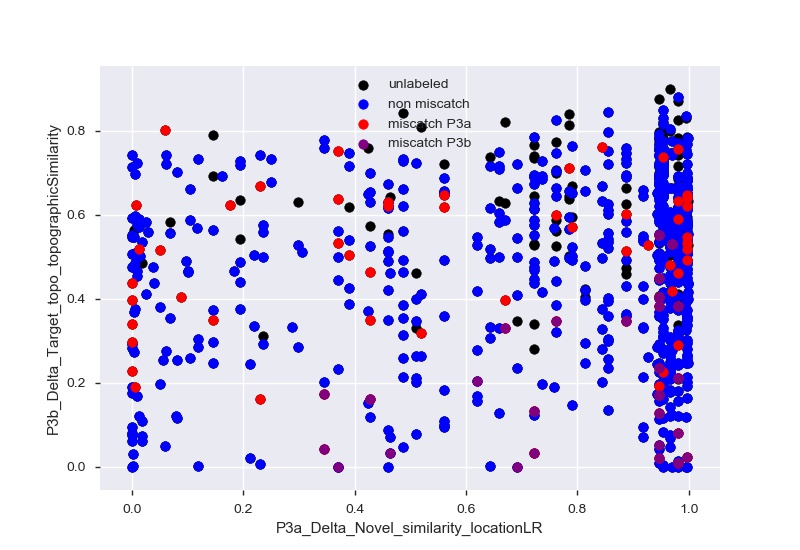 unlabeled
non miscatch
miscatch P3a
miscatch P3b
0.8
0.6
0.4
0.2
0.0
P3b_Delta_Target_topo_topographicSimilarity
0.0 0.2 0.4 0.6 0.8 1.0
P3a_Delta_Novel_similarity_locationLR